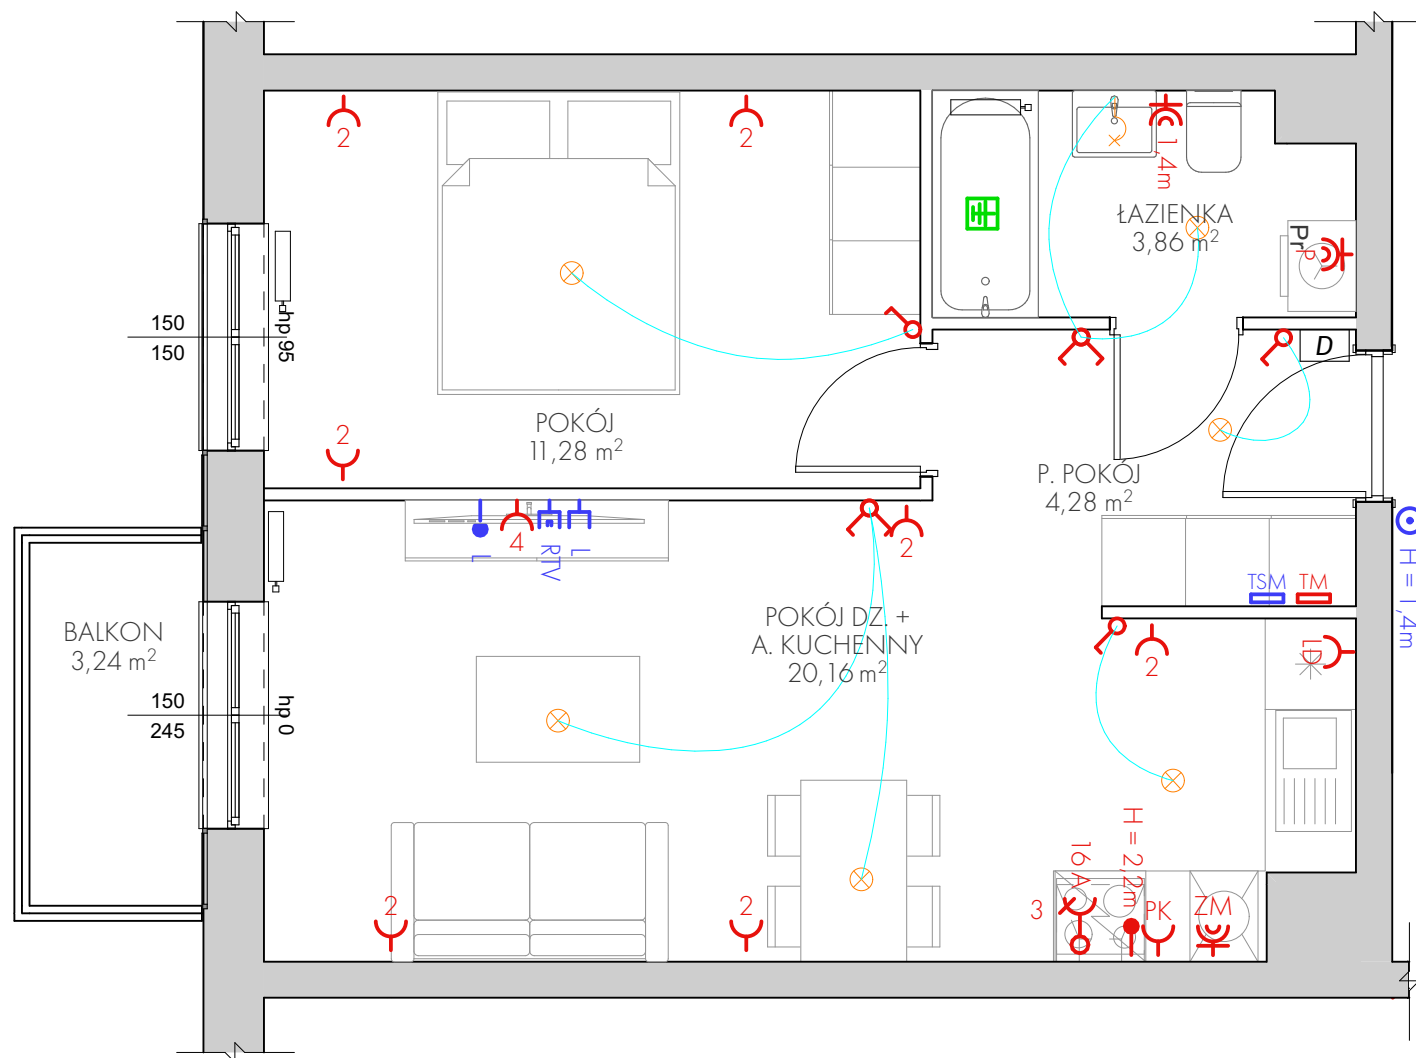 2
2
1,4m
ŁAZIENKA
3,86 m²
Pr
P
150
150
hp 95
D
POKÓJ
11,28 m²
2
P. POKÓJ
4,28 m²
L
4
RTV
L
2
H = 1,4m
TSM
TM
BALKON
3,24 m²
POKÓJ DZ. +
A. KUCHENNY
20,16 m²
2
LD
150
245
hp 0
H = 2,2m
16A
2
2
3
PK
ZM